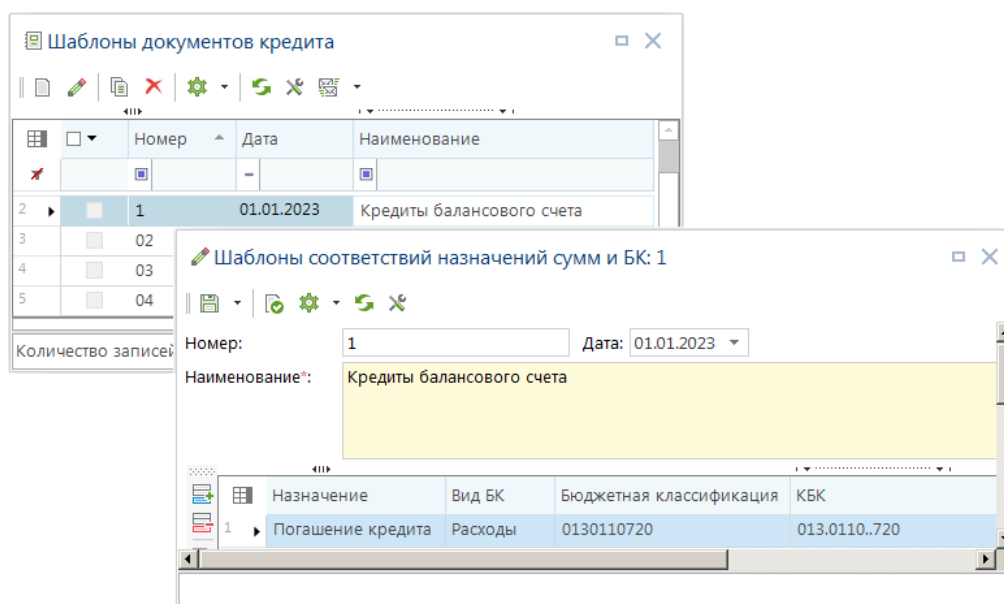 Шаблоны документов кредита
Номер Дата Наименование
2 1 01.01.2023 Кредиты балансового счета
3 02
4 03
5 04
Количество записей
Шаблоны соответствий назначений сумм и БК: 1
Номер: 1 Дата: 01.01.2023
Наименование*: Кредиты балансового счета
Назначение Вид БК Бюджетная классификация КБК
1 Погашение кредита Расходы 0130110720 013.0110..720